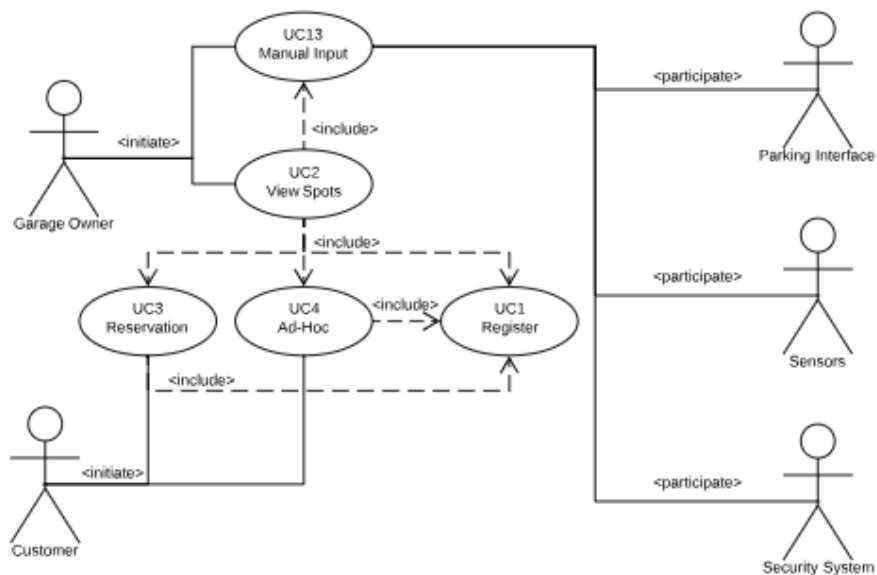 UC13
Manual Input
<participate>
<initiate>
<include>
Parking Interface
UC2
View Spots
Garage Owner
<include>
<participate>
UC3
Reservation
UC4
Ad-Hoc
<include>
UC1
Register
Sensors
<include>
<initiate>
<participate>
Customer
Security System